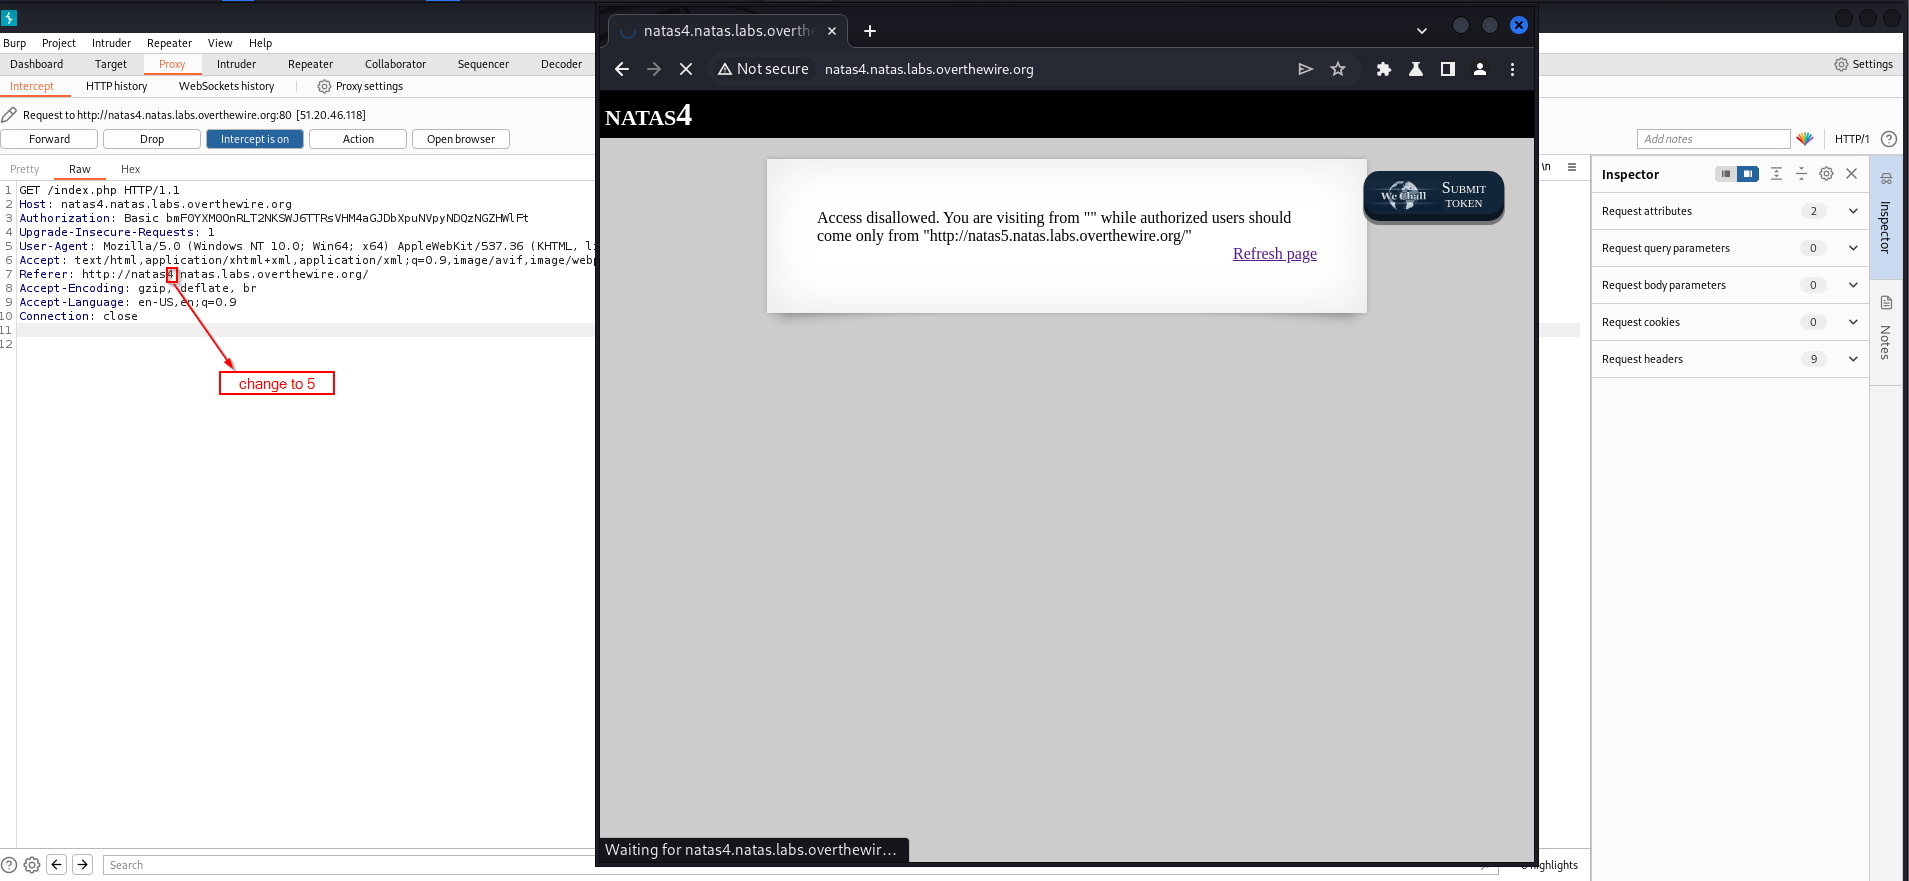 Burp Project Intruder Repeater View Help
Dashboard Target Proxy Intruder Repeater Collaborator Sequencer Decoder
Settings
Intercept HTTP history WebSockets history Proxy settings
Request to http://natas4.natas.labs.overthewire.org:80 [51.20.46.118]
Forward Drop Intercept is on Action Open browser
Add notes HTTP/1
Pretty Raw Hex
\n
1 GET /index.php HTTP/1.1
2 Host: natas4.natas.labs.overthewire.org
3 Authorization: Basic
4 Upgrade-Insecure-Requests: 1
5 User-Agent: Mozilla/5.0 (Windows NT 10.0; Win64; x64) AppleWebKit/537.36 (KHTML, li
6 Accept: text/html,application/xhtml+xml,application/xml;q=0.9,image/avif,image/webp
7 Referer: http://natas4.natas.labs.overthewire.org/
8 Accept-Encoding: gzip, deflate, br
9 Accept-Language: en-US,en;q=0.9
10 Connection: close
11
12
change to 5
Search
highlights
natas4.natas.labs.overth
Not secure natas4.natas.labs.overthewire.org
NATAS4
Access disallowed. You are visiting from "" while authorized users should
come only from "http://natas5.natas.labs.overthewire.org/"
Refresh page
We Chall
SUBMIT
TOKEN
Waiting for natas4.natas.labs.overthewir...
Inspector
Request attributes 2
Request query parameters 0
Request body parameters 0
Request cookies 0
Request headers 9
Inspector
Notes